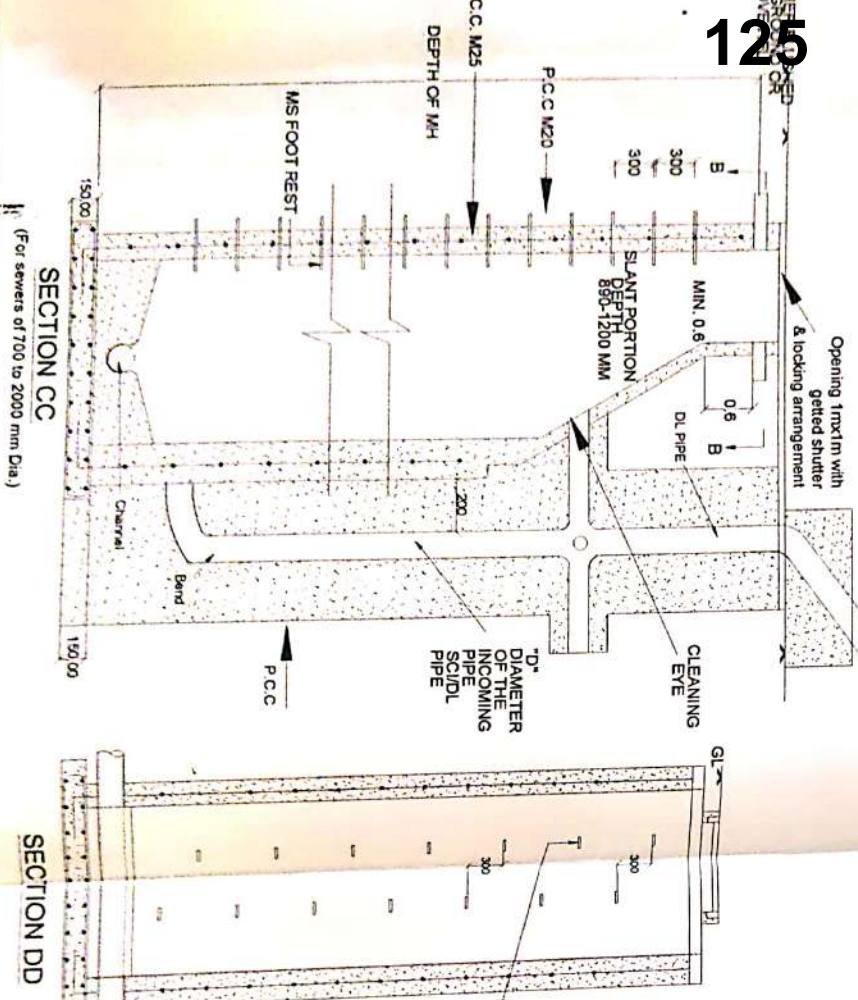 125
Opening 1mx1m with
getted shutter
& locking arrangement
B
300
300
P.C.C M20
C.C. M25
DEPTH OF MH
MS FOOT REST
MIN. 0.6
0.6
B
SLANT PORTION
DEPTH
890-1200 MM
DL PIPE
CLEANING
EYE
200
"D"
DIAMETER
OF THE
INCOMING
PIPE
SCI/DL
PIPE
P.C.C
Bend
Channel
150.00
150.00
SECTION CC
(For sewers of 700 to 2000 mm Dia.)
GL
300
300
SECTION DD